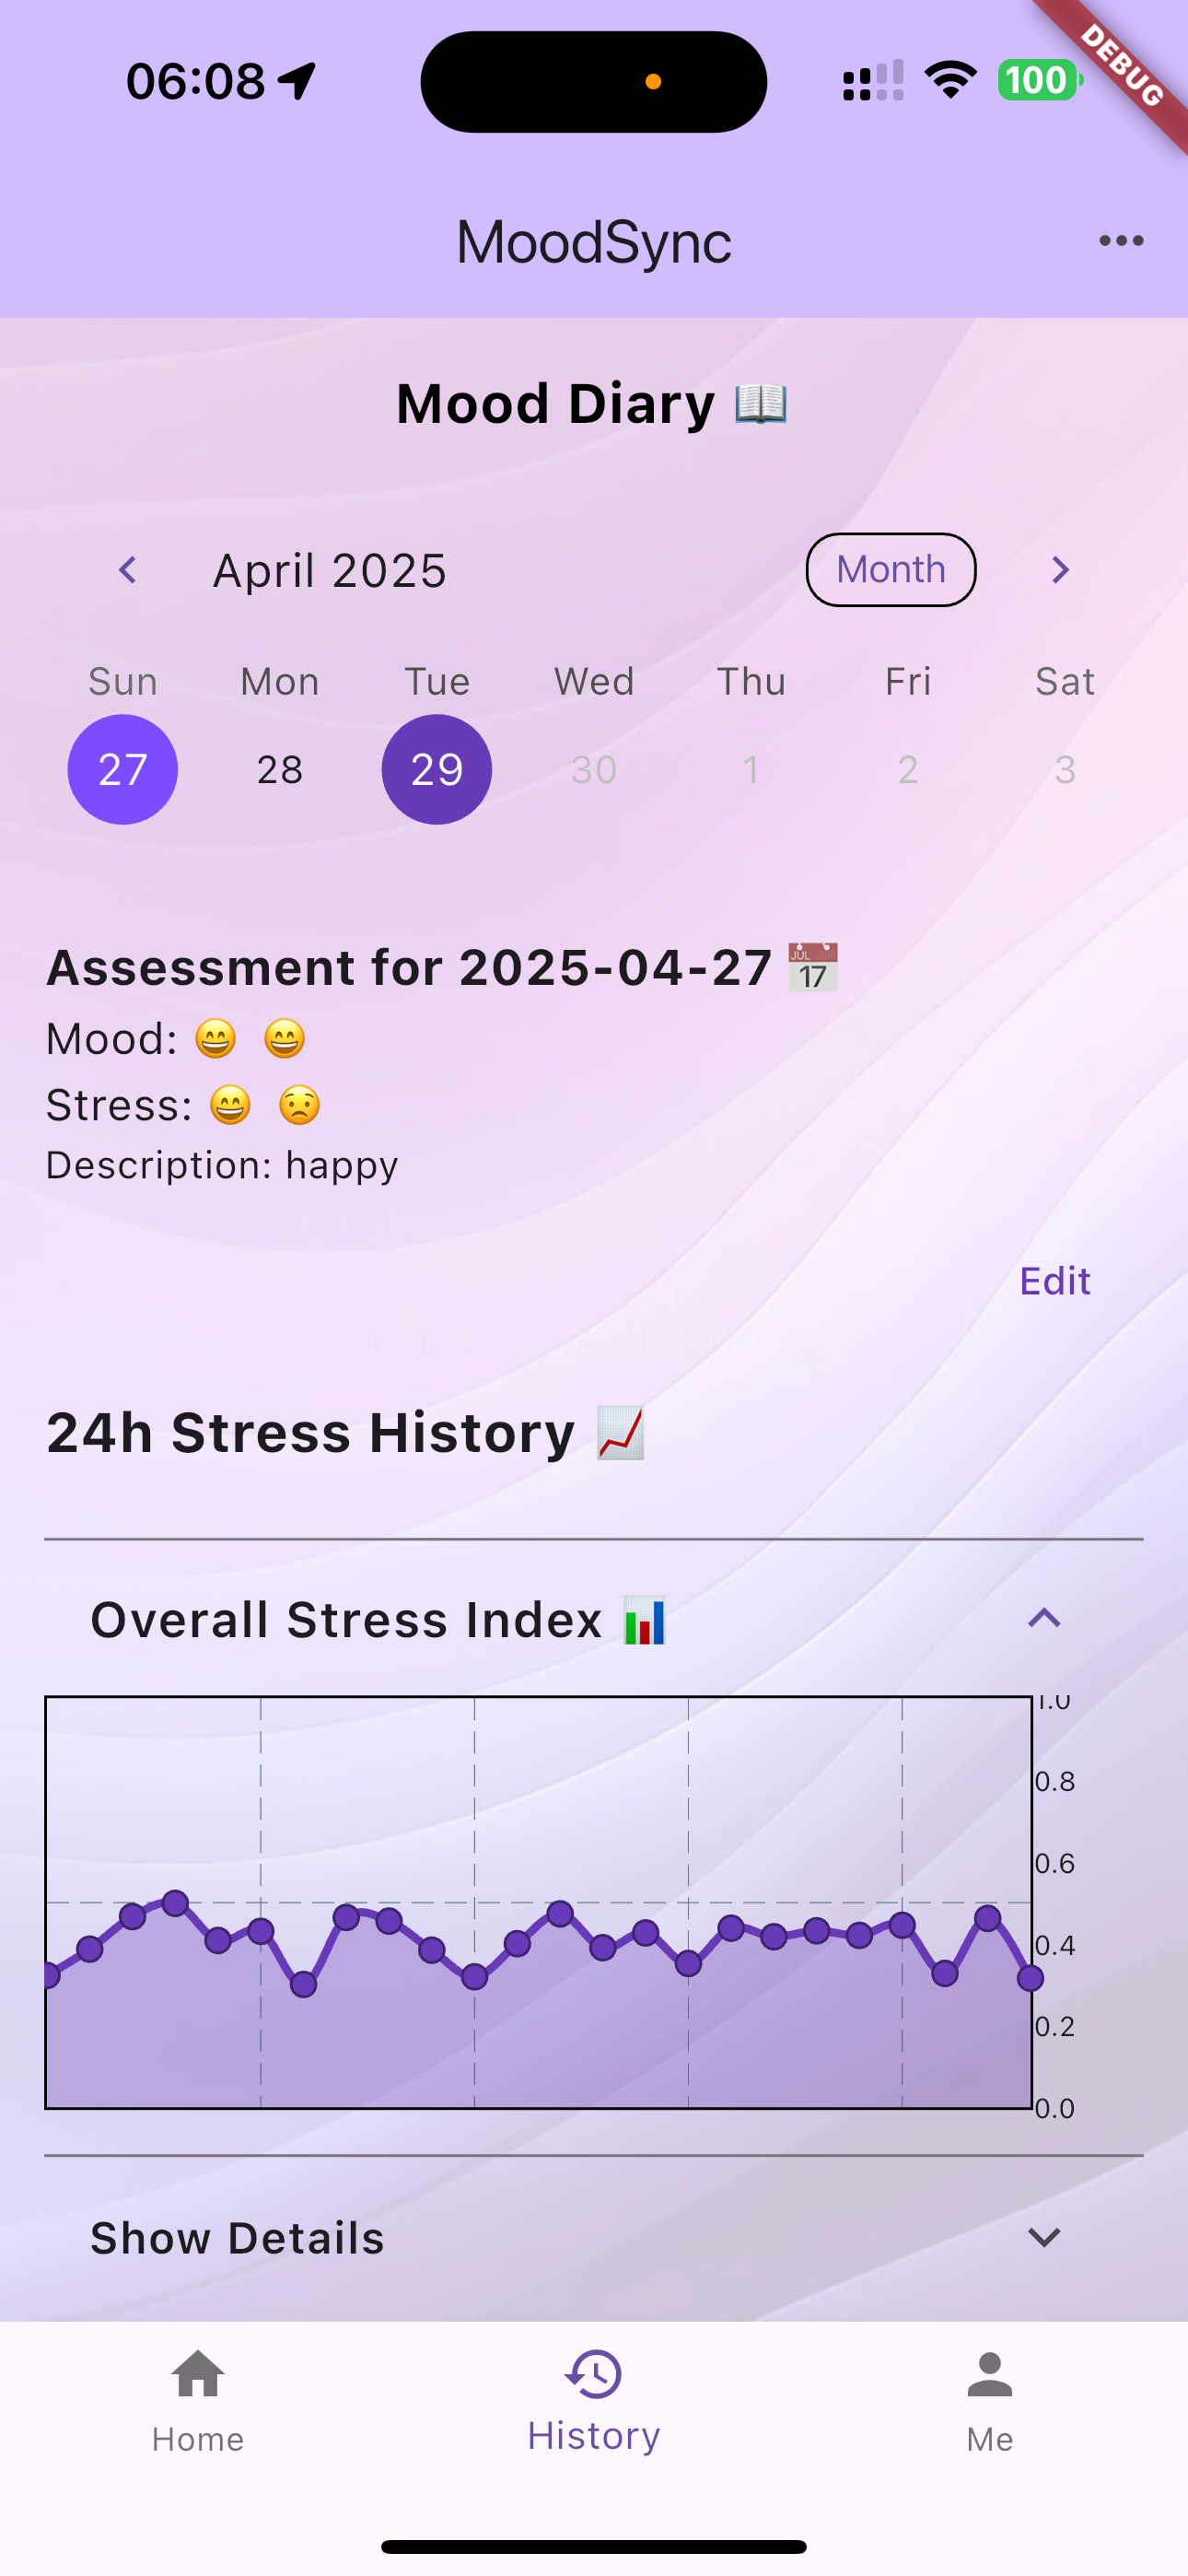 06:08
100
DEBUG
MoodSync
Mood Diary 📖
April 2025
Month
Sun Mon Tue Wed Thu Fri Sat
27 28 29 30 1 2 3
Assessment for 2025-04-27 📅
Mood: 😄 😄
Stress: 😄 😟
Description: happy
Edit
24h Stress History 📈
Overall Stress Index 📊
1.0
0.8
0.6
0.4
0.2
0.0
Show Details
Home
History
Me